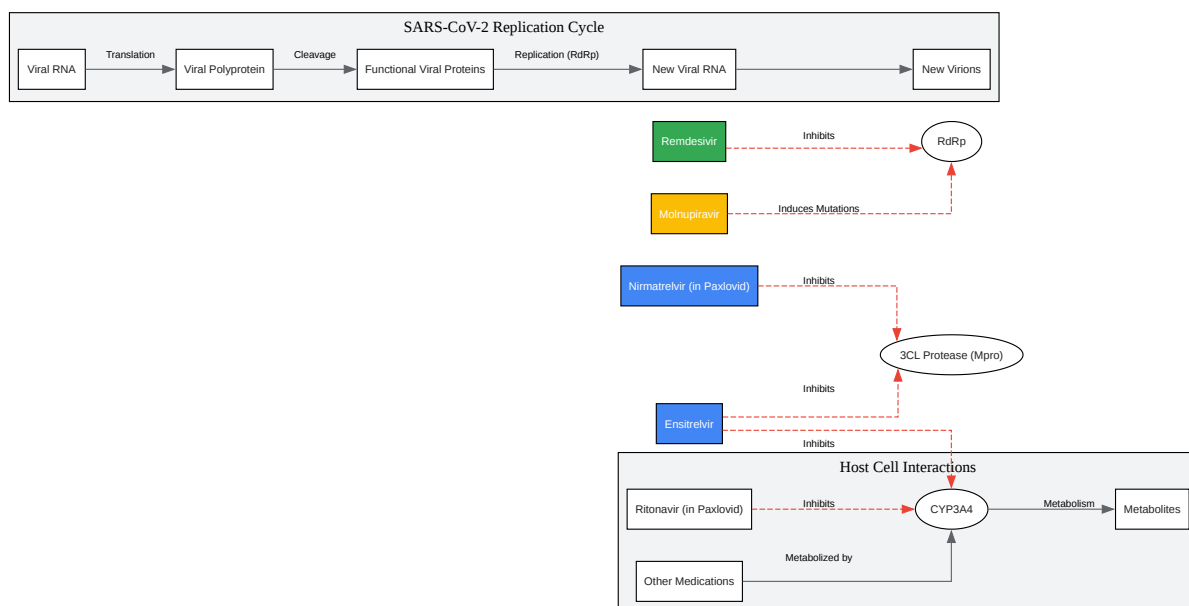 SARS-CoV-2 Replication Cycle
Viral RNA
Translation
Viral Polyprotein
Cleavage
Functional Viral Proteins
Replication (RdRp)
New Viral RNA
New Virions
Remdesivir
Inhibits
RdRp
Molnupiravir
Induces Mutations
Nirmatrelvir (in Paxlovid)
Inhibits
3CL Protease (Mpro)
Inhibits
Ensitrelvir
Inhibits
Host Cell Interactions
Ritonavir (in Paxlovid)
Inhibits
CYP3A4
Metabolism
Metabolites
Metabolized by
Other Medications